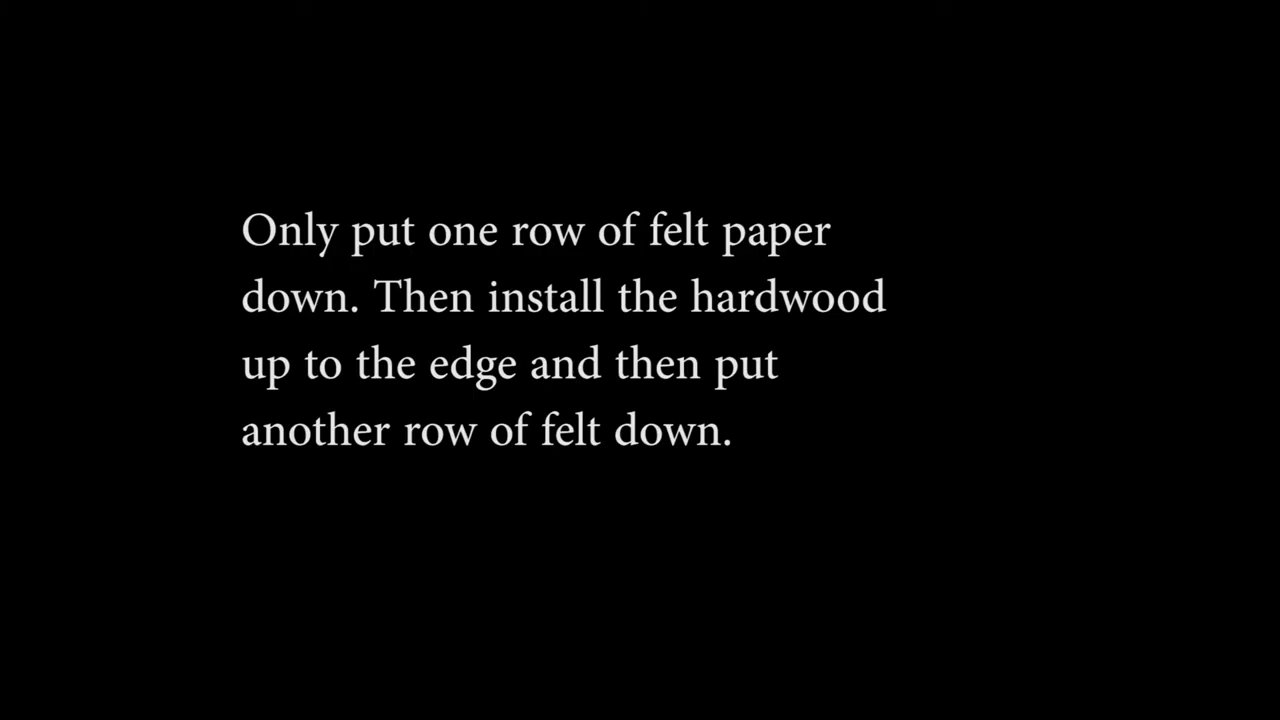 Only put one row of felt paper
down. Then install the hardwood
up to the edge and then put
another row of felt down.